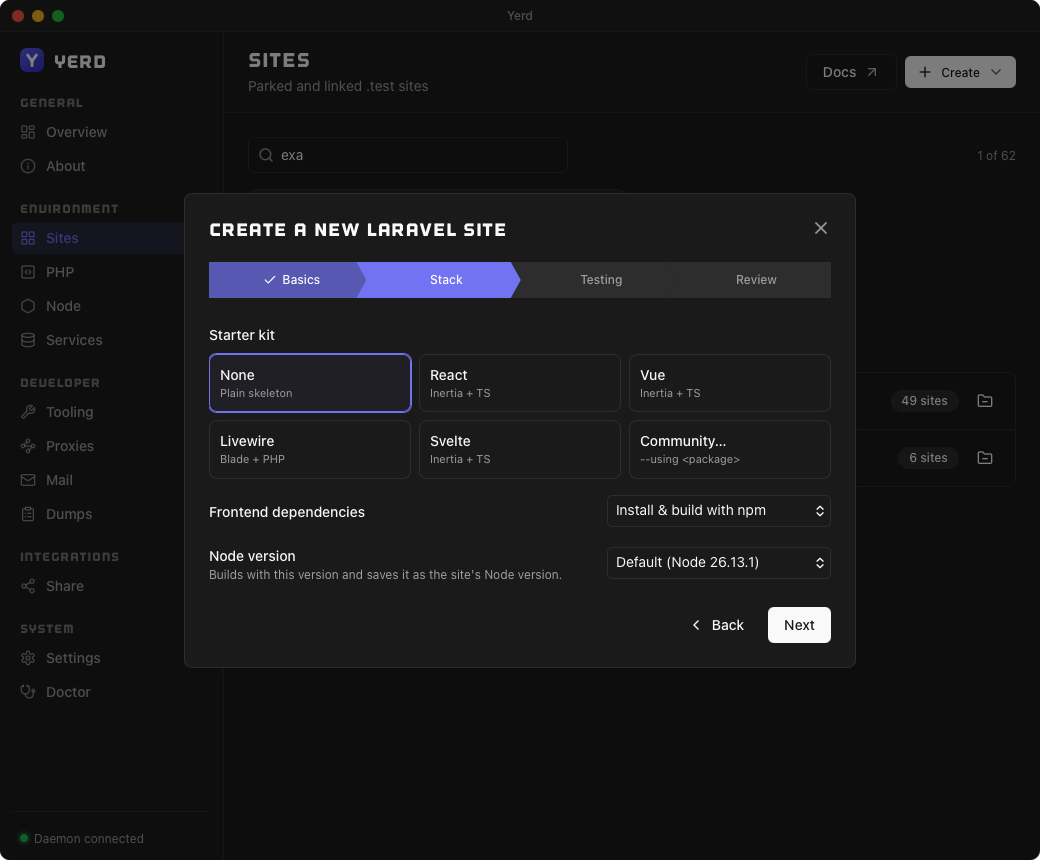 Yerd
Y YERD
GENERAL
Overview
About
ENVIRONMENT
Sites
PHP
Node
Services
DEVELOPER
Tooling
Proxies
Mail
Dumps
INTEGRATIONS
Share
SYSTEM
Settings
Doctor
Daemon connected
SITES
Parked and linked .test sites
Docs
Create
exa
1 of 62
49 sites
6 sites
CREATE A NEW LARAVEL SITE
Basics
Stack
Testing
Review
Starter kit
None
Plain skeleton
React
Inertia + TS
Vue
Inertia + TS
Livewire
Blade + PHP
Svelte
Inertia + TS
Community...
--using <package>
Frontend dependencies
Install & build with npm
Node version
Builds with this version and saves it as the site's Node version.
Default (Node 26.13.1)
Back
Next